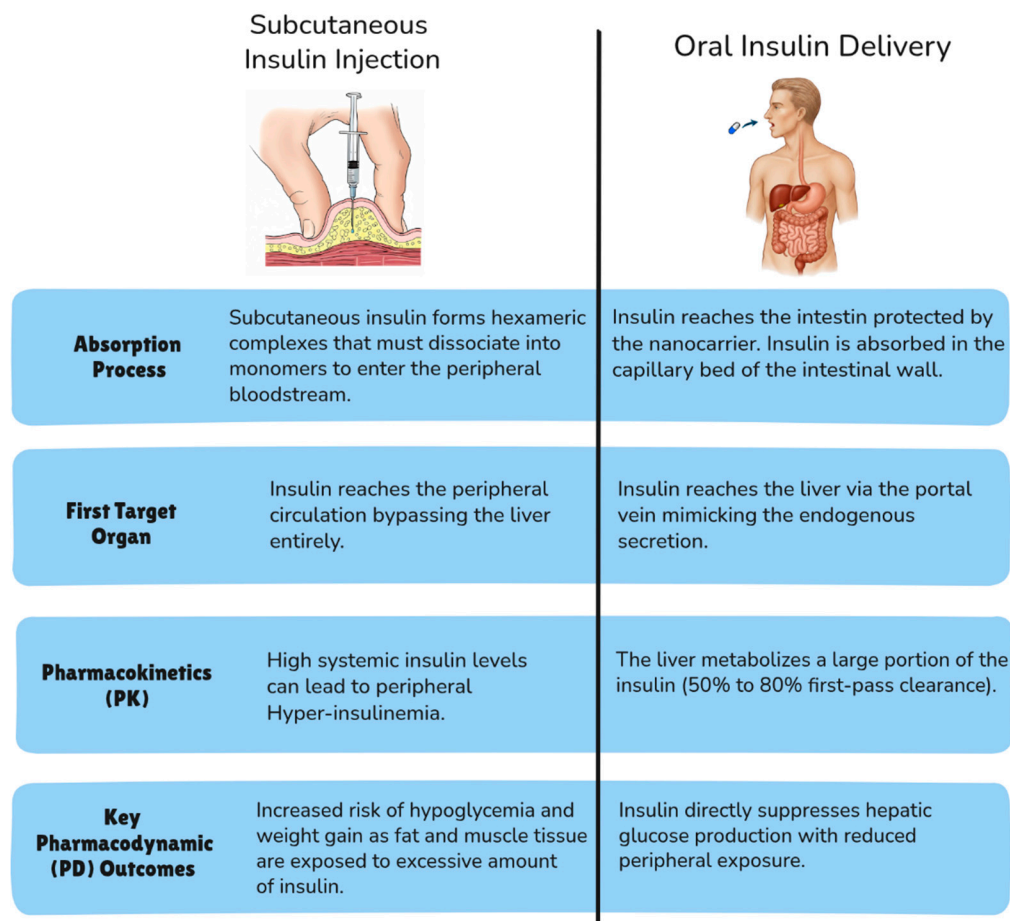 Subcutaneous
Insulin Injection
Oral Insulin Delivery
Absorption
Process
Subcutaneous insulin forms hexameric
complexes that must dissociate into
monomers to enter the peripheral
bloodstream.
Insulin reaches the intestin protected by
the nanocarrier. Insulin is absorbed in the
capillary bed of the intestinal wall.
First Target
Organ
Insulin reaches the peripheral
circulation bypassing the liver
entirely.
Insulin reaches the liver via the portal
vein mimicking the endogenous
secretion.
Pharmacokinetics
(PK)
High systemic insulin levels
can lead to peripheral
Hyper-insulinemia.
The liver metabolizes a large portion of the
insulin (50% to 80% first-pass clearance).
Key
Pharmacodynamic
(PD) Outcomes
Increased risk of hypoglycemia and
weight gain as fat and muscle tissue
are exposed to excessive amount
of insulin.
Insulin directly suppresses hepatic
glucose production with reduced
peripheral exposure.